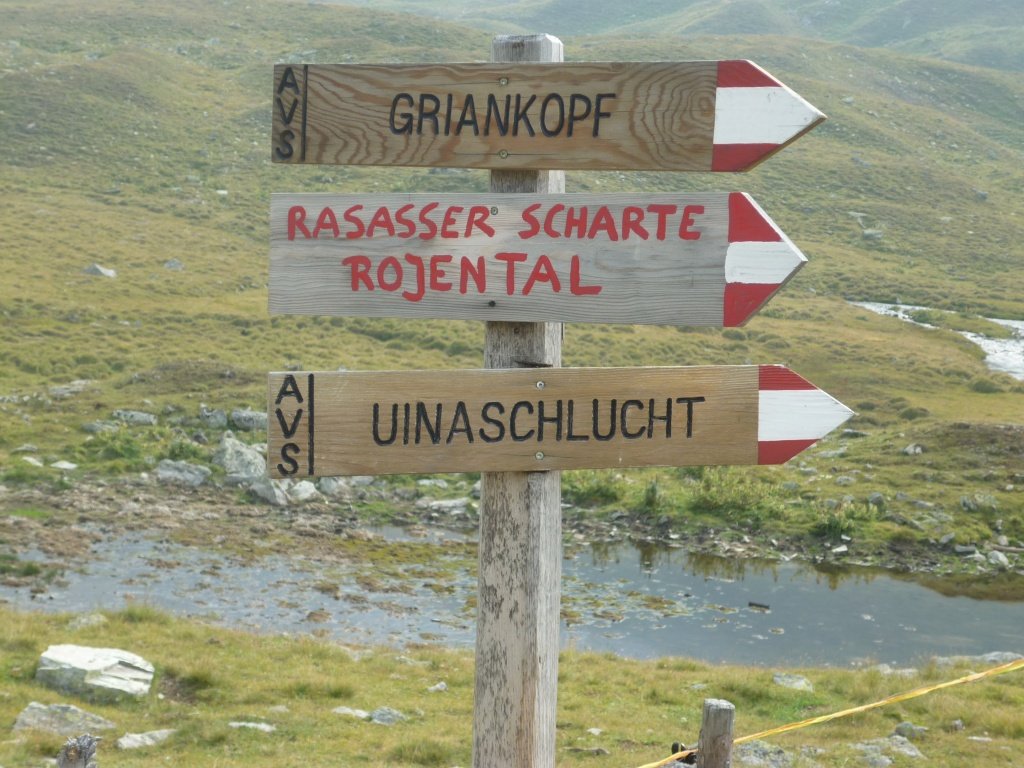 AVS GRIANKOPF
RASASSER SCHARTE
ROJENTAL
AVS UINASCHLUCHT